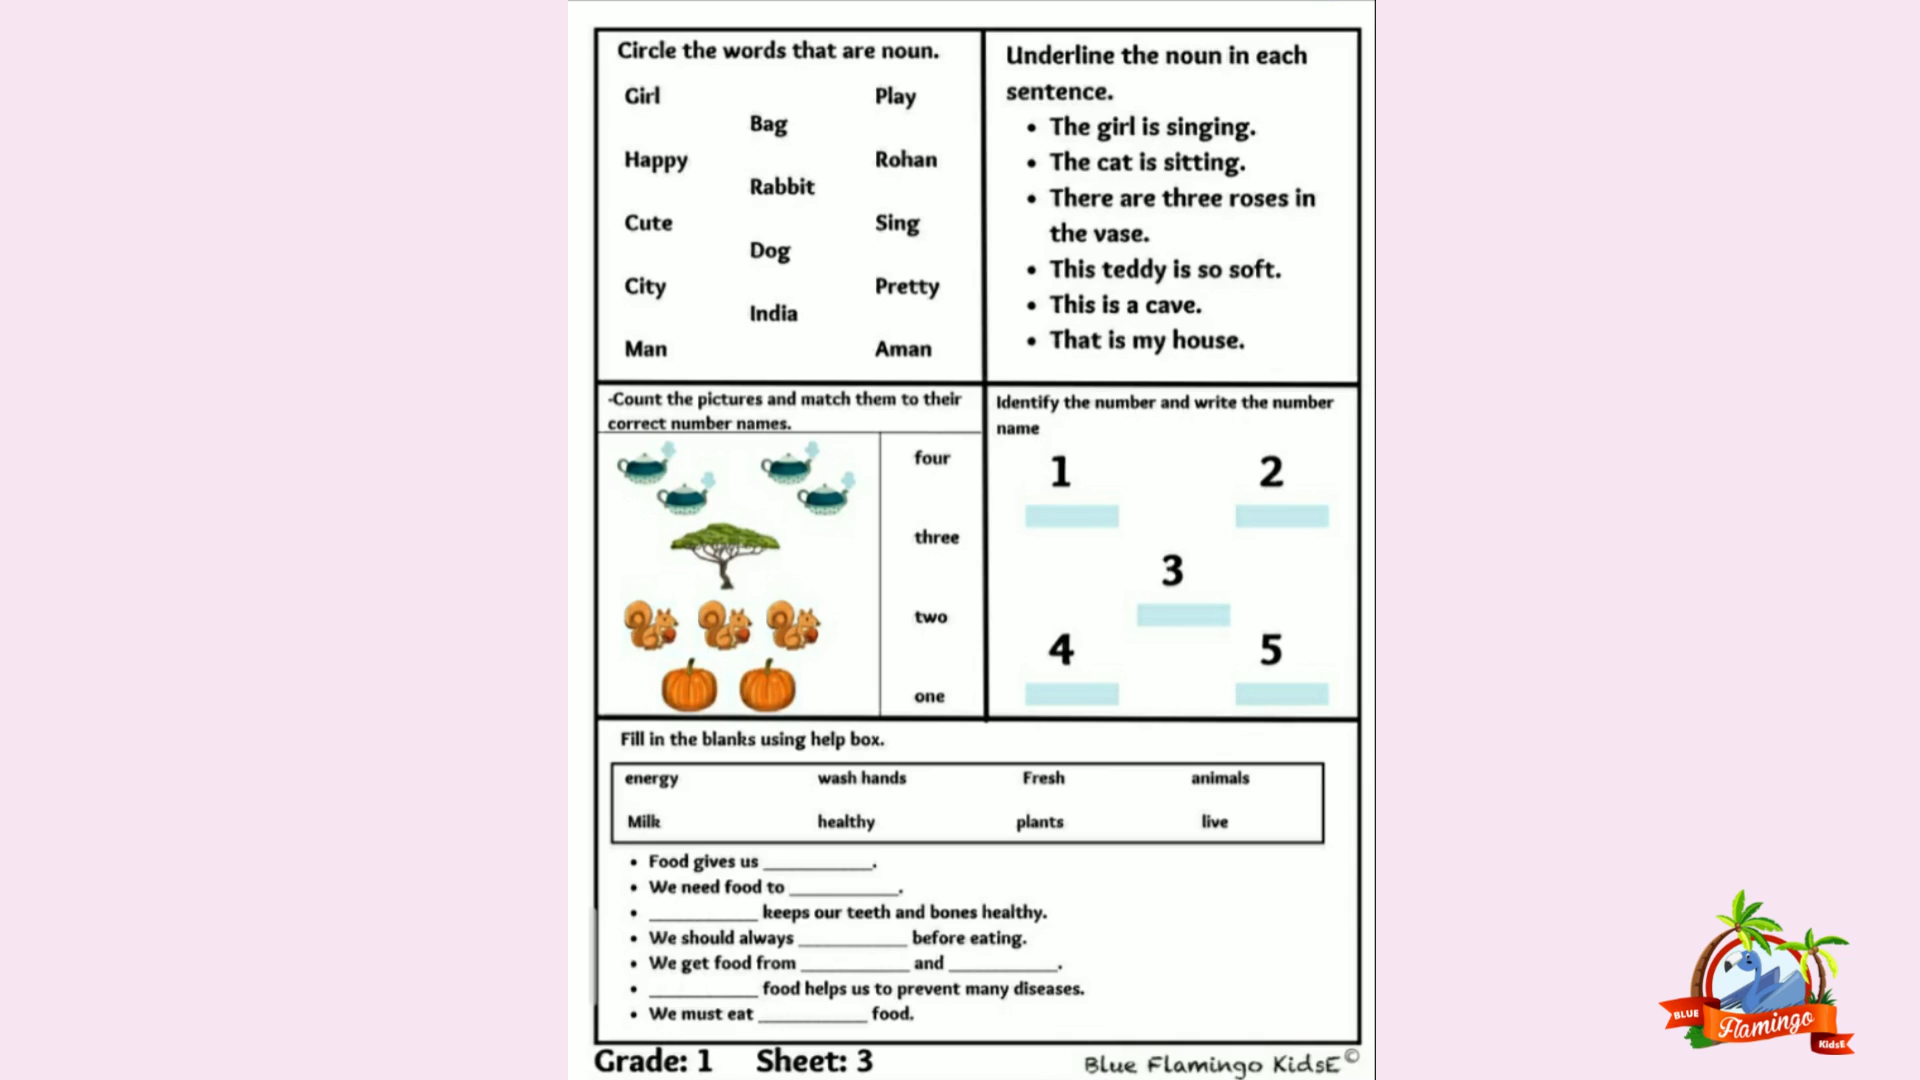 Circle the words that are noun.
Girl
Play
Bag
Happy
Rohan
Rabbit
Cute
Sing
Dog
City
Pretty
India
Man
Aman
Underline the noun in each
sentence.
• The girl is singing.
• The cat is sitting.
• There are three roses in
the vase.
• This teddy is so soft.
• This is a cave.
• That is my house.
-Count the pictures and match them to their
correct number names.
four
three
two
one
Identify the number and write the number
name
1 2
3
4 5
Fill in the blanks using help box.
energy wash hands Fresh animals
Milk healthy plants live
• Food gives us ___________.
• We need food to ___________.
• ___________ keeps our teeth and bones healthy.
• We should always ___________ before eating.
• We get food from ___________ and ___________.
• ___________ food helps us to prevent many diseases.
• We must eat ___________ food.
Grade: 1 Sheet: 3 Blue Flamingo KidsE©
BLUE
Flamingo
KidsE